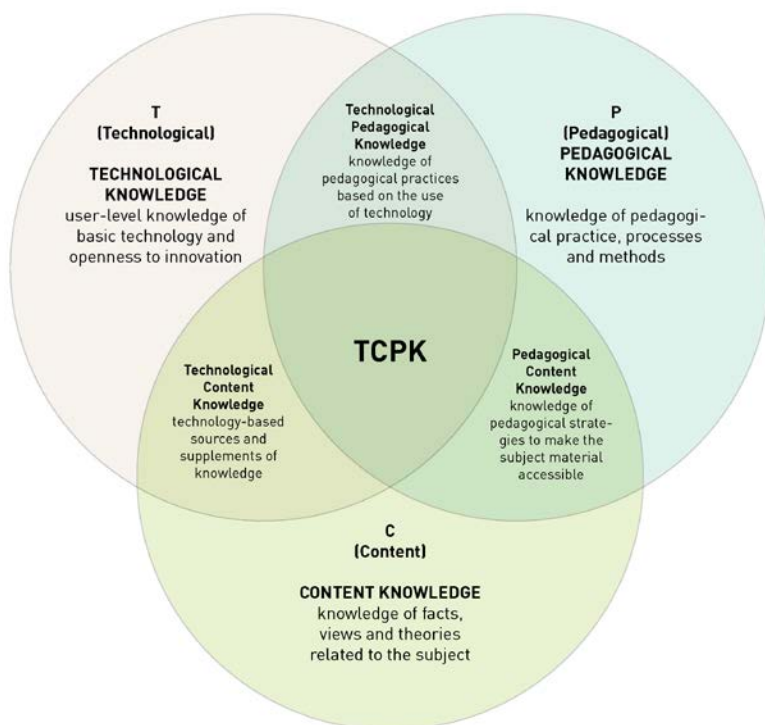 T
(Technological)
TECHNOLOGICAL
KNOWLEDGE
user-level knowledge of
basic technology and
openness to innovation
Technological
Pedagogical
Knowledge
knowledge of
pedagogical practices
based on the use
of technology
P
(Pedagogical)
PEDAGOGICAL
KNOWLEDGE
knowledge of pedagogi-
cal practice, processes
and methods
Technological
Content
Knowledge
technology-based
sources and
supplements of
knowledge
TCPK
Pedagogical
Content
Knowledge
knowledge of
pedagogical strate-
gies to make the
subject material
accessible
C
(Content)
CONTENT KNOWLEDGE
knowledge of facts,
views and theories
related to the subject